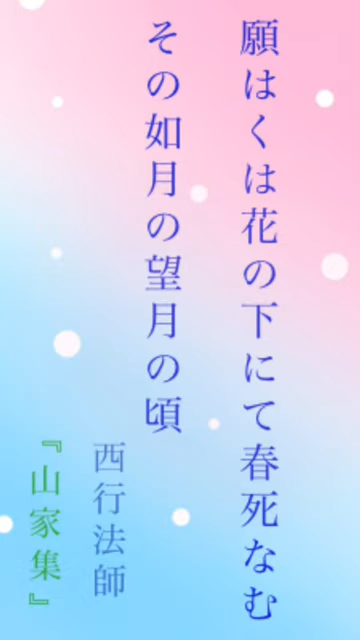 願はくは花の下にて春死なむ
その如月の望月の頃
西行法師
『山家集』